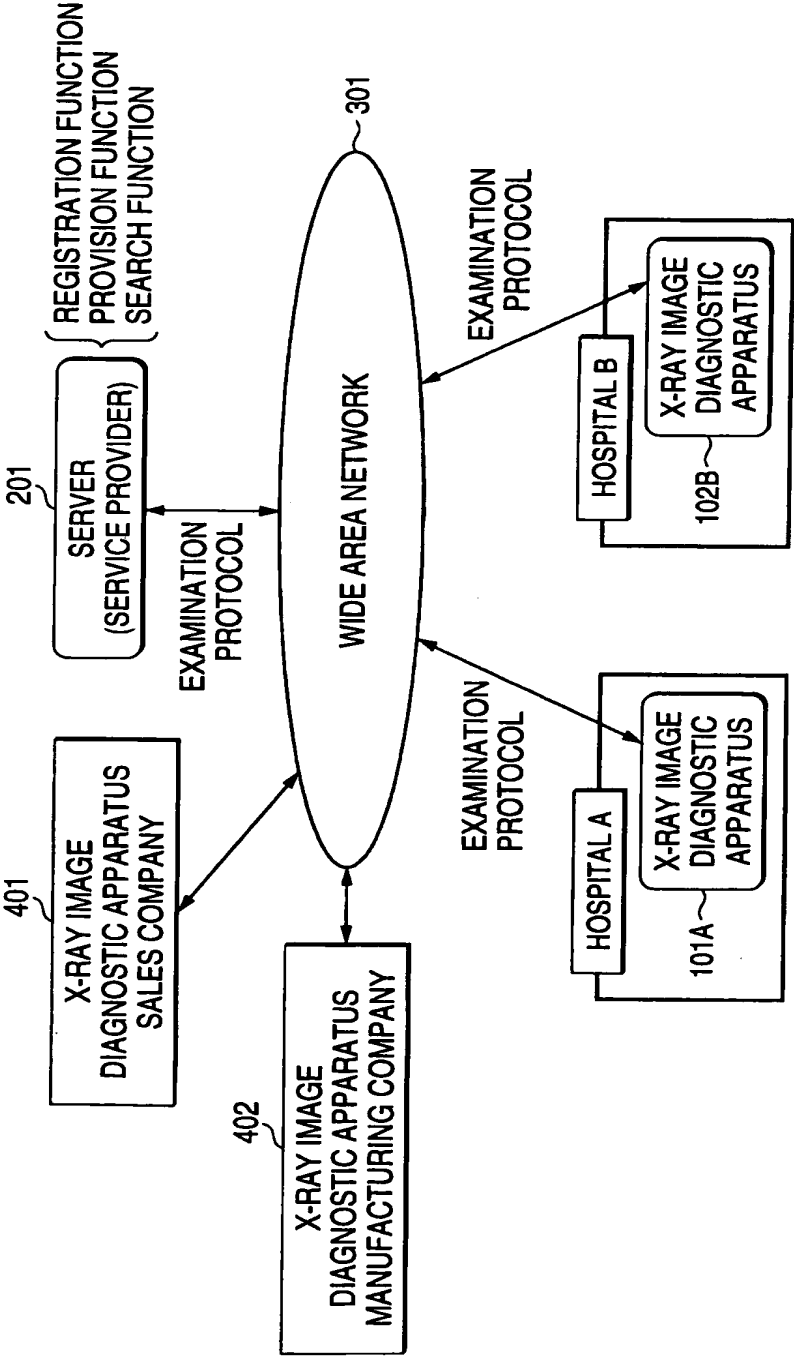 401
X-RAY IMAGE
DIAGNOSTIC APPARATUS
SALES COMPANY
201
SERVER
(SERVICE PROVIDER)
REGISTRATION FUNCTION
PROVISION FUNCTION
SEARCH FUNCTION
EXAMINATION
PROTOCOL
402
X-RAY IMAGE
DIAGNOSTIC APPARATUS
MANUFACTURING COMPANY
WIDE AREA NETWORK
301
EXAMINATION
PROTOCOL
EXAMINATION
PROTOCOL
HOSPITAL A
X-RAY IMAGE
DIAGNOSTIC
APPARATUS
101A
HOSPITAL B
X-RAY IMAGE
DIAGNOSTIC
APPARATUS
102B